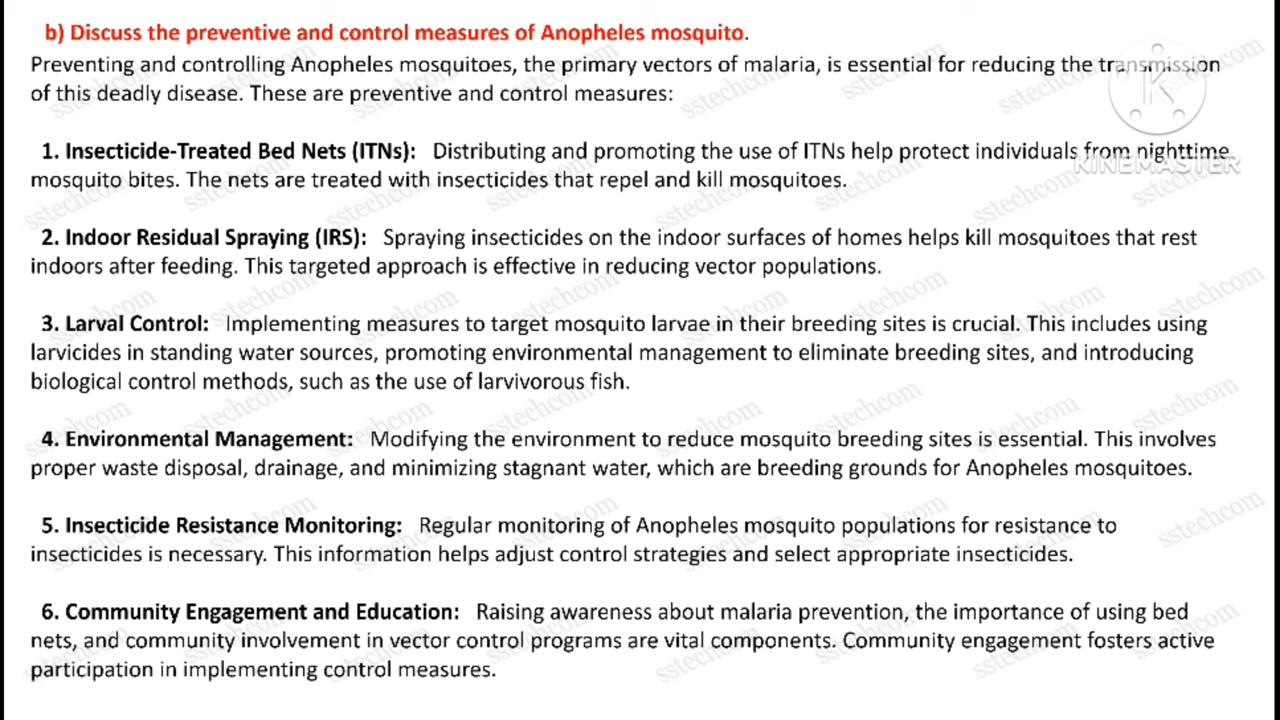 b) Discuss the preventive and control measures of Anopheles mosquito.
Preventing and controlling Anopheles mosquitoes, the primary vectors of malaria, is essential for reducing the transmission
of this deadly disease. These are preventive and control measures:
1. Insecticide-Treated Bed Nets (ITNs): Distributing and promoting the use of ITNs help protect individuals from nighttime
mosquito bites. The nets are treated with insecticides that repel and kill mosquitoes.
2. Indoor Residual Spraying (IRS): Spraying insecticides on the indoor surfaces of homes helps kill mosquitoes that rest
indoors after feeding. This targeted approach is effective in reducing vector populations.
3. Larval Control: Implementing measures to target mosquito larvae in their breeding sites is crucial. This includes using
larvicides in standing water sources, promoting environmental management to eliminate breeding sites, and introducing
biological control methods, such as the use of larvivorous fish.
4. Environmental Management: Modifying the environment to reduce mosquito breeding sites is essential. This involves
proper waste disposal, drainage, and minimizing stagnant water, which are breeding grounds for Anopheles mosquitoes.
5. Insecticide Resistance Monitoring: Regular monitoring of Anopheles mosquito populations for resistance to
insecticides is necessary. This information helps adjust control strategies and select appropriate insecticides.
6. Community Engagement and Education: Raising awareness about malaria prevention, the importance of using bed
nets, and community involvement in vector control programs are vital components. Community engagement fosters active
participation in implementing control measures.
K
KINEMASTER
sstechcom